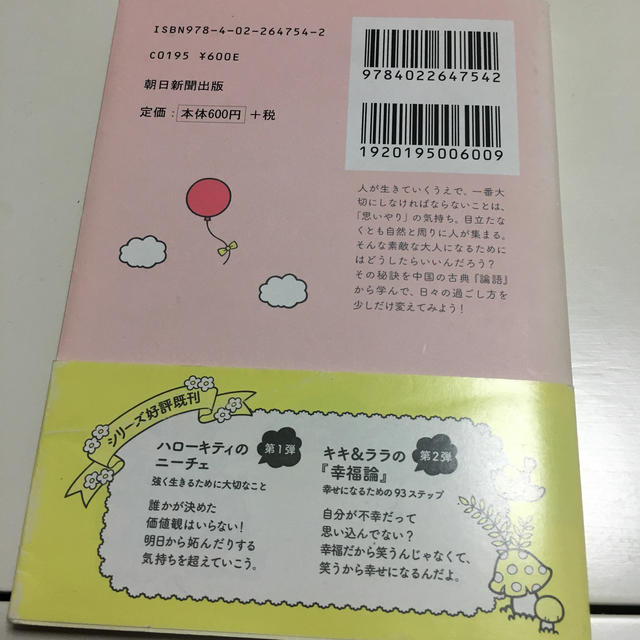 ISBN978-4-02-264754-2
C0195 ¥600E
朝日新聞出版
定価：本体600円＋税
9784022647542
1920195006009
人が生きていくうえで、一番大
切にしなければならないことは、
「思いやり」の気持ち。目立たな
くとも自然と周りに人が集まる。
そんな素敵な大人になるために
はどうしたらいいんだろう？
その秘訣を中国の古典『論語』
から学んで、日々の過ごし方を
少しだけ変えてみよう！
シリーズ好評既刊
ハローキティの
ニーチェ
第1弾
強く生きるために大切なこと
誰かが決めた
価値観はいらない！
明日から妬んだりする
気持ちを超えていこう。
キキ&ララの
『幸福論』
第2弾
幸せになるための93ステップ
自分が不幸だって
思い込んでない？
幸福だから笑うんじゃなくて、
笑うから幸せになるんだよ。